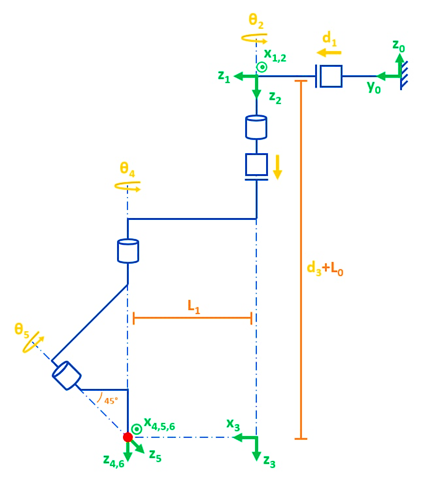 θ₂
d₁
x₁,₂
z₀
z₁
y₀
z₂
θ₄
d₃+L₀
L₁
θ₅
45°
x₄,₅,₆
x₃
z₅
z₄,₆
z₃